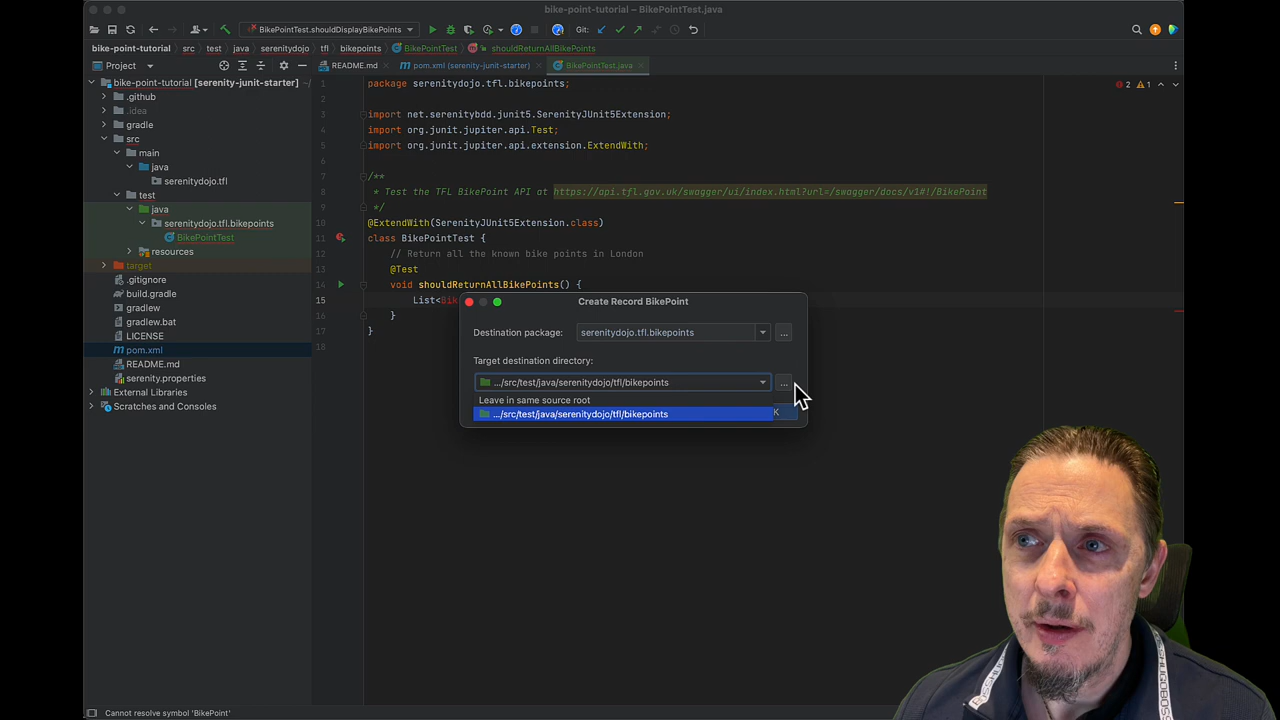 bike-point-tutorial – BikePointTest.java
BikePointTest.shouldDisplayBikePoints
Git:
bike-point-tutorial
src
test
java
serenitydojo
tfl
bikepoints
BikePointTest
shouldReturnAllBikePoints
Project
README.md
pom.xml (serenity-junit-starter)
BikePointTest.java
bike-point-tutorial [serenity-junit-starter]
.github
.idea
gradle
src
main
java
serenitydojo.tfl
test
java
serenitydojo.tfl.bikepoints
BikePointTest
resources
target
.gitignore
build.gradle
gradlew
gradlew.bat
LICENSE
pom.xml
README.md
serenity.properties
External Libraries
Scratches and Consoles
2
1
1 package serenitydojo.tfl.bikepoints;
2
3 import net.serenitybdd.junit5.SerenityJUnit5Extension;
4 import org.junit.jupiter.api.Test;
5 import org.junit.jupiter.api.extension.ExtendWith;
6
7 /**
8 * Test the TFL BikePoint API at https://api.tfl.gov.uk/swagger/ui/index.html?url=/swagger/docs/v1#!/BikePoint
9 */
10 @ExtendWith(SerenityJUnit5Extension.class)
11 class BikePointTest {
12 // Return all the known bike points in London
13 @Test
14 void shouldReturnAllBikePoints() {
15 List<Bik
16 }
17 }
18
Create Record BikePoint
Destination package:
serenitydojo.tfl.bikepoints
...
Target destination directory:
.../src/test/java/serenitydojo/tfl/bikepoints
...
Leave in same source root
.../src/test/java/serenitydojo/tfl/bikepoints
K
Cannot resolve symbol 'BikePoint'